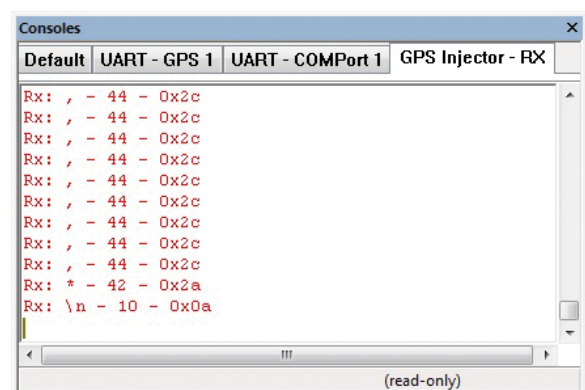 Consoles
Default UART - GPS 1 UART - COMPort 1 GPS Injector - RX
Rx: , - 44 - 0x2c
Rx: , - 44 - 0x2c
Rx: , - 44 - 0x2c
Rx: , - 44 - 0x2c
Rx: , - 44 - 0x2c
Rx: , - 44 - 0x2c
Rx: , - 44 - 0x2c
Rx: , - 44 - 0x2c
Rx: , - 44 - 0x2c
Rx: * - 42 - 0x2a
Rx: \n - 10 - 0x0a
(read-only)